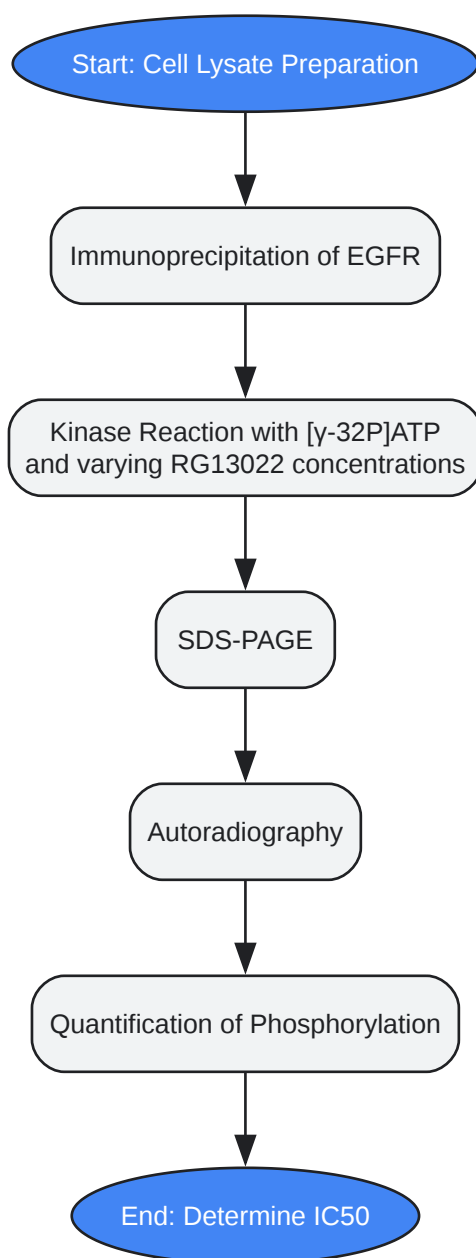 Start: Cell Lysate Preparation
Immunoprecipitation of EGFR
Kinase Reaction with [γ-32P]ATP
and varying RG13022 concentrations
SDS-PAGE
Autoradiography
Quantification of Phosphorylation
End: Determine IC50